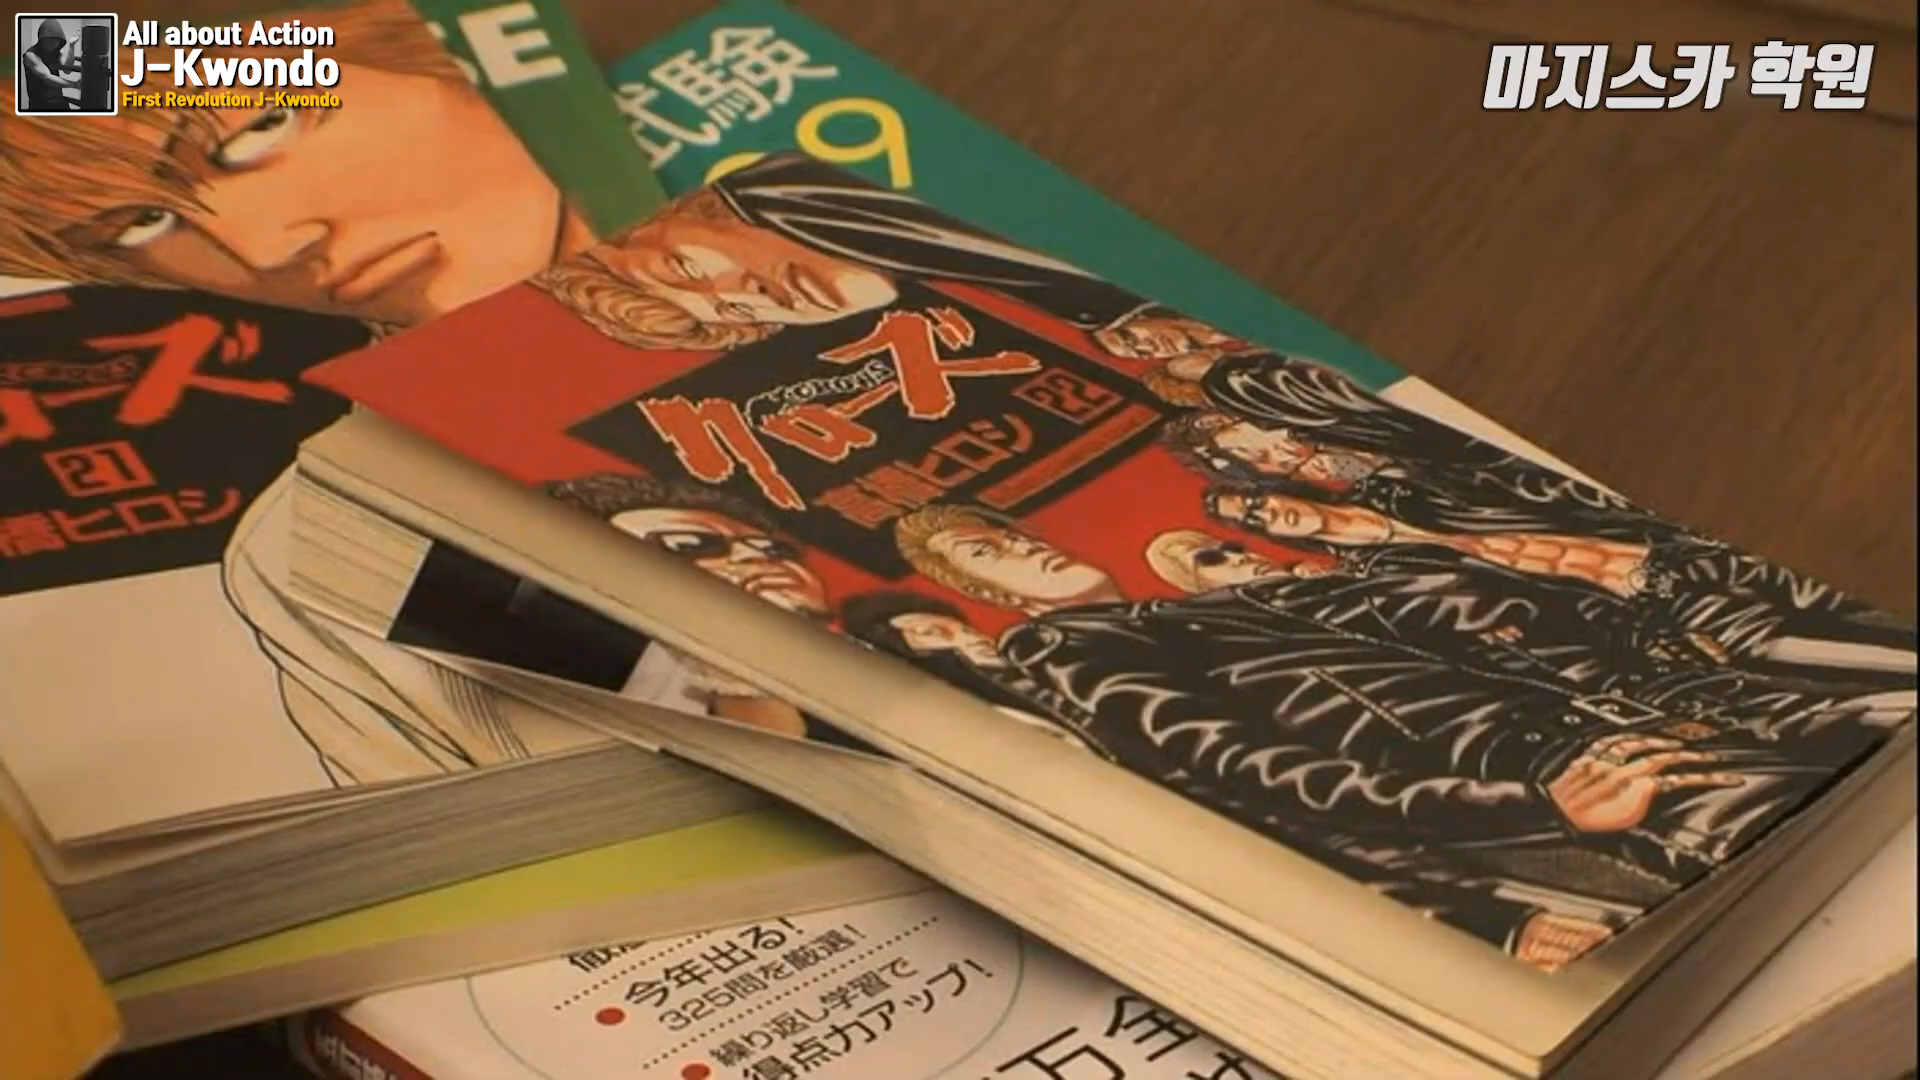 All about Action
J-Kwondo
First Revolution J-Kwondo
마지스카 학원
SE
試験
9
クローズ
CROWS
22
高橋ヒロシ
ローズ
21
橋ヒロシ
今年出る!
325問を厳選!
繰り返し学習で
得点力アップ!
万全